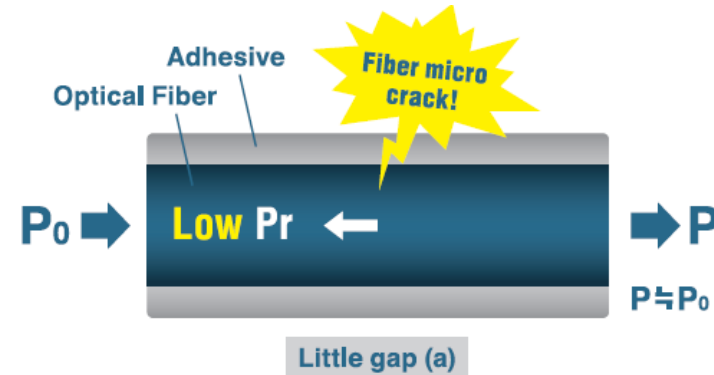 Adhesive
Optical Fiber
Fiber micro
crack!
P₀
Low Pr
P
P≒P₀
Little gap (a)